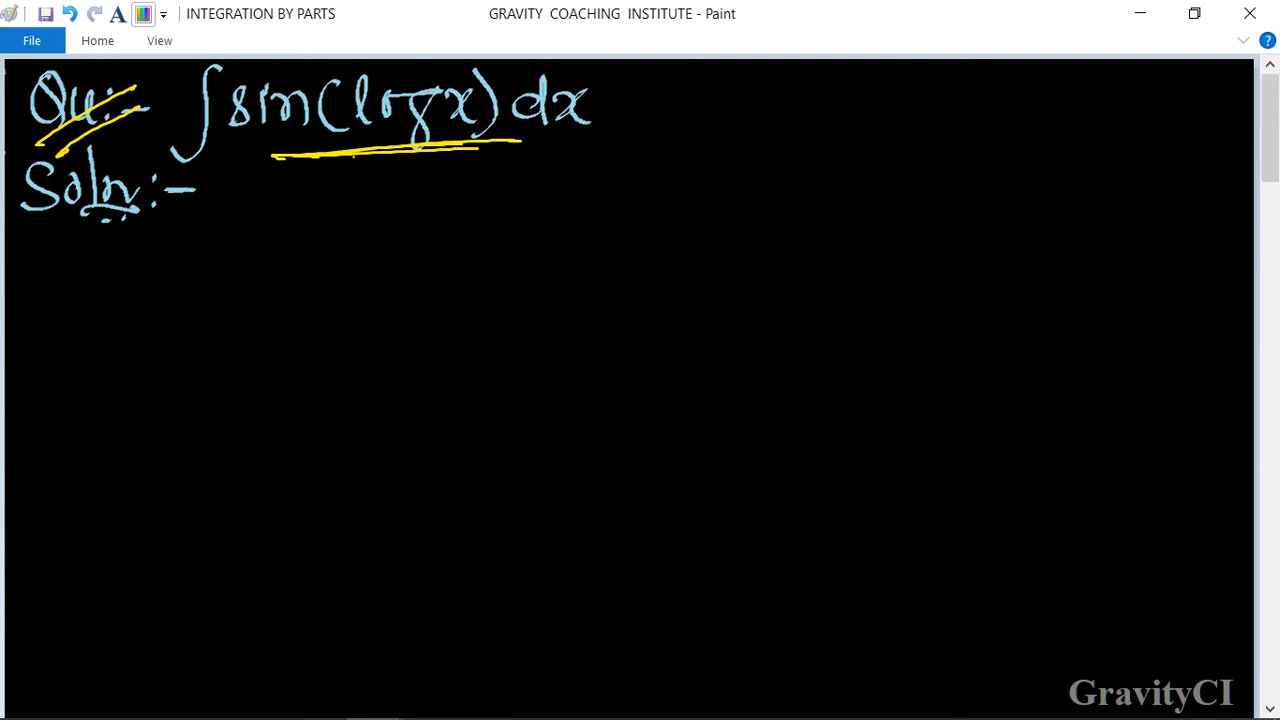 INTEGRATION BY PARTS GRAVITY COACHING INSTITUTE - Paint
File Home View
Qu:- ∫ sin(logx) dx
Soln:-
GravityCI